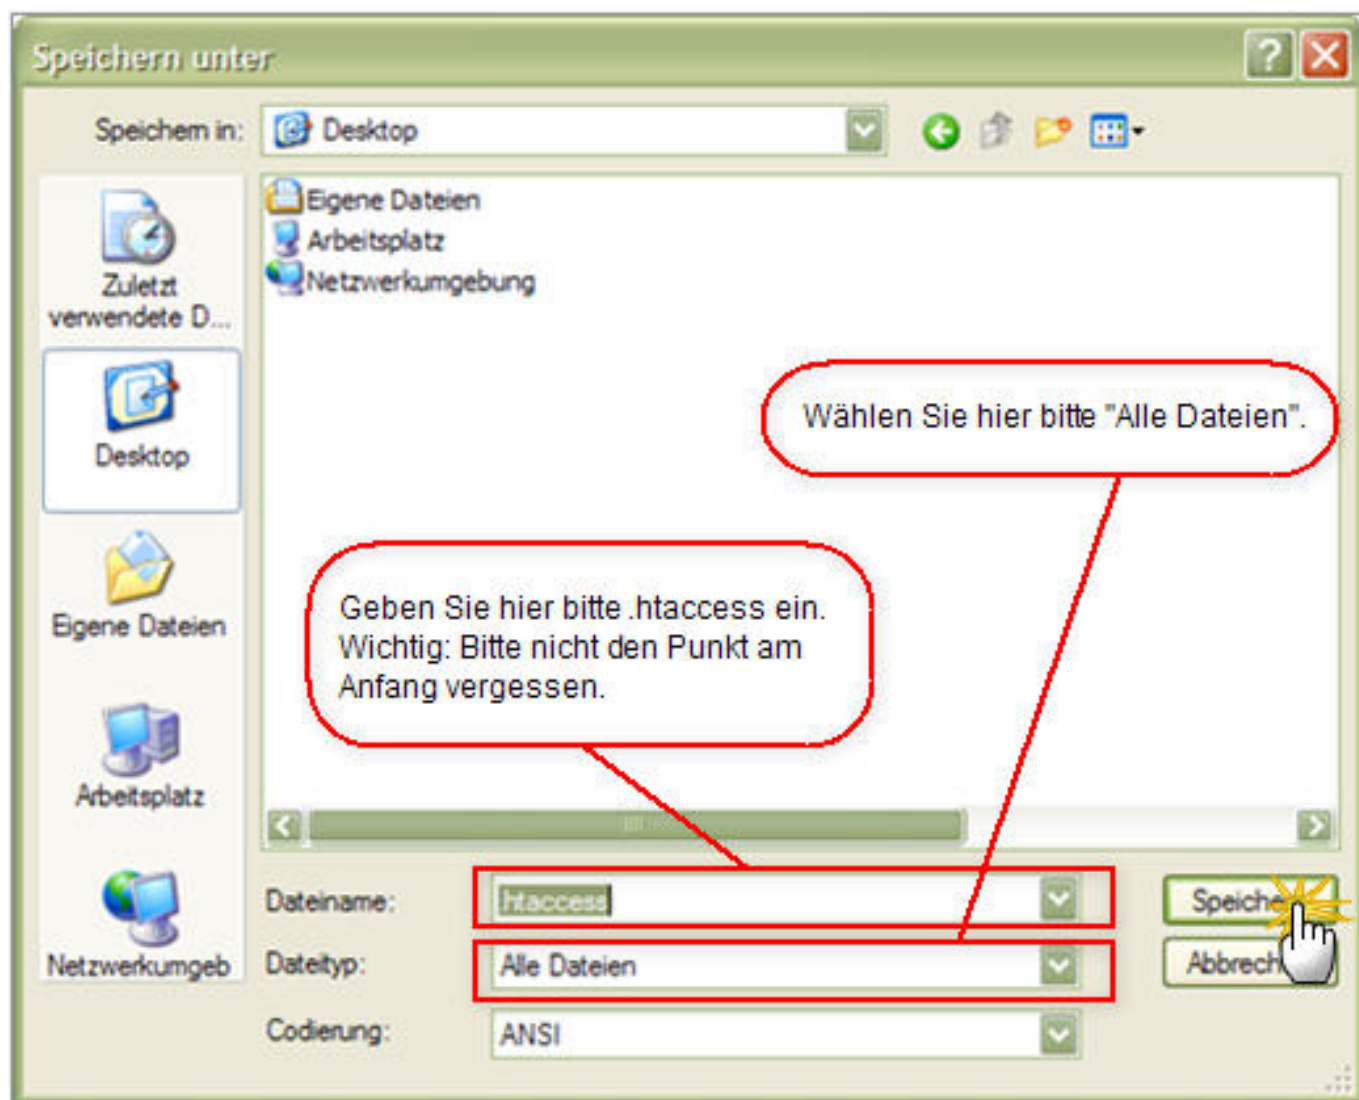 Speichern unter
Speichern in:
Desktop
Eigene Dateien
Arbeitsplatz
Netzwerkumgebung
Zuletzt
verwendete D...
Desktop
Eigene Dateien
Arbeitsplatz
Netzwerkumgeb
Wählen Sie hier bitte "Alle Dateien".
Geben Sie hier bitte .htaccess ein.
Wichtig: Bitte nicht den Punkt am
Anfang vergessen.
Dateiname:
.htaccess
Speiche
Dateityp:
Alle Dateien
Abbrech
Codierung:
ANSI